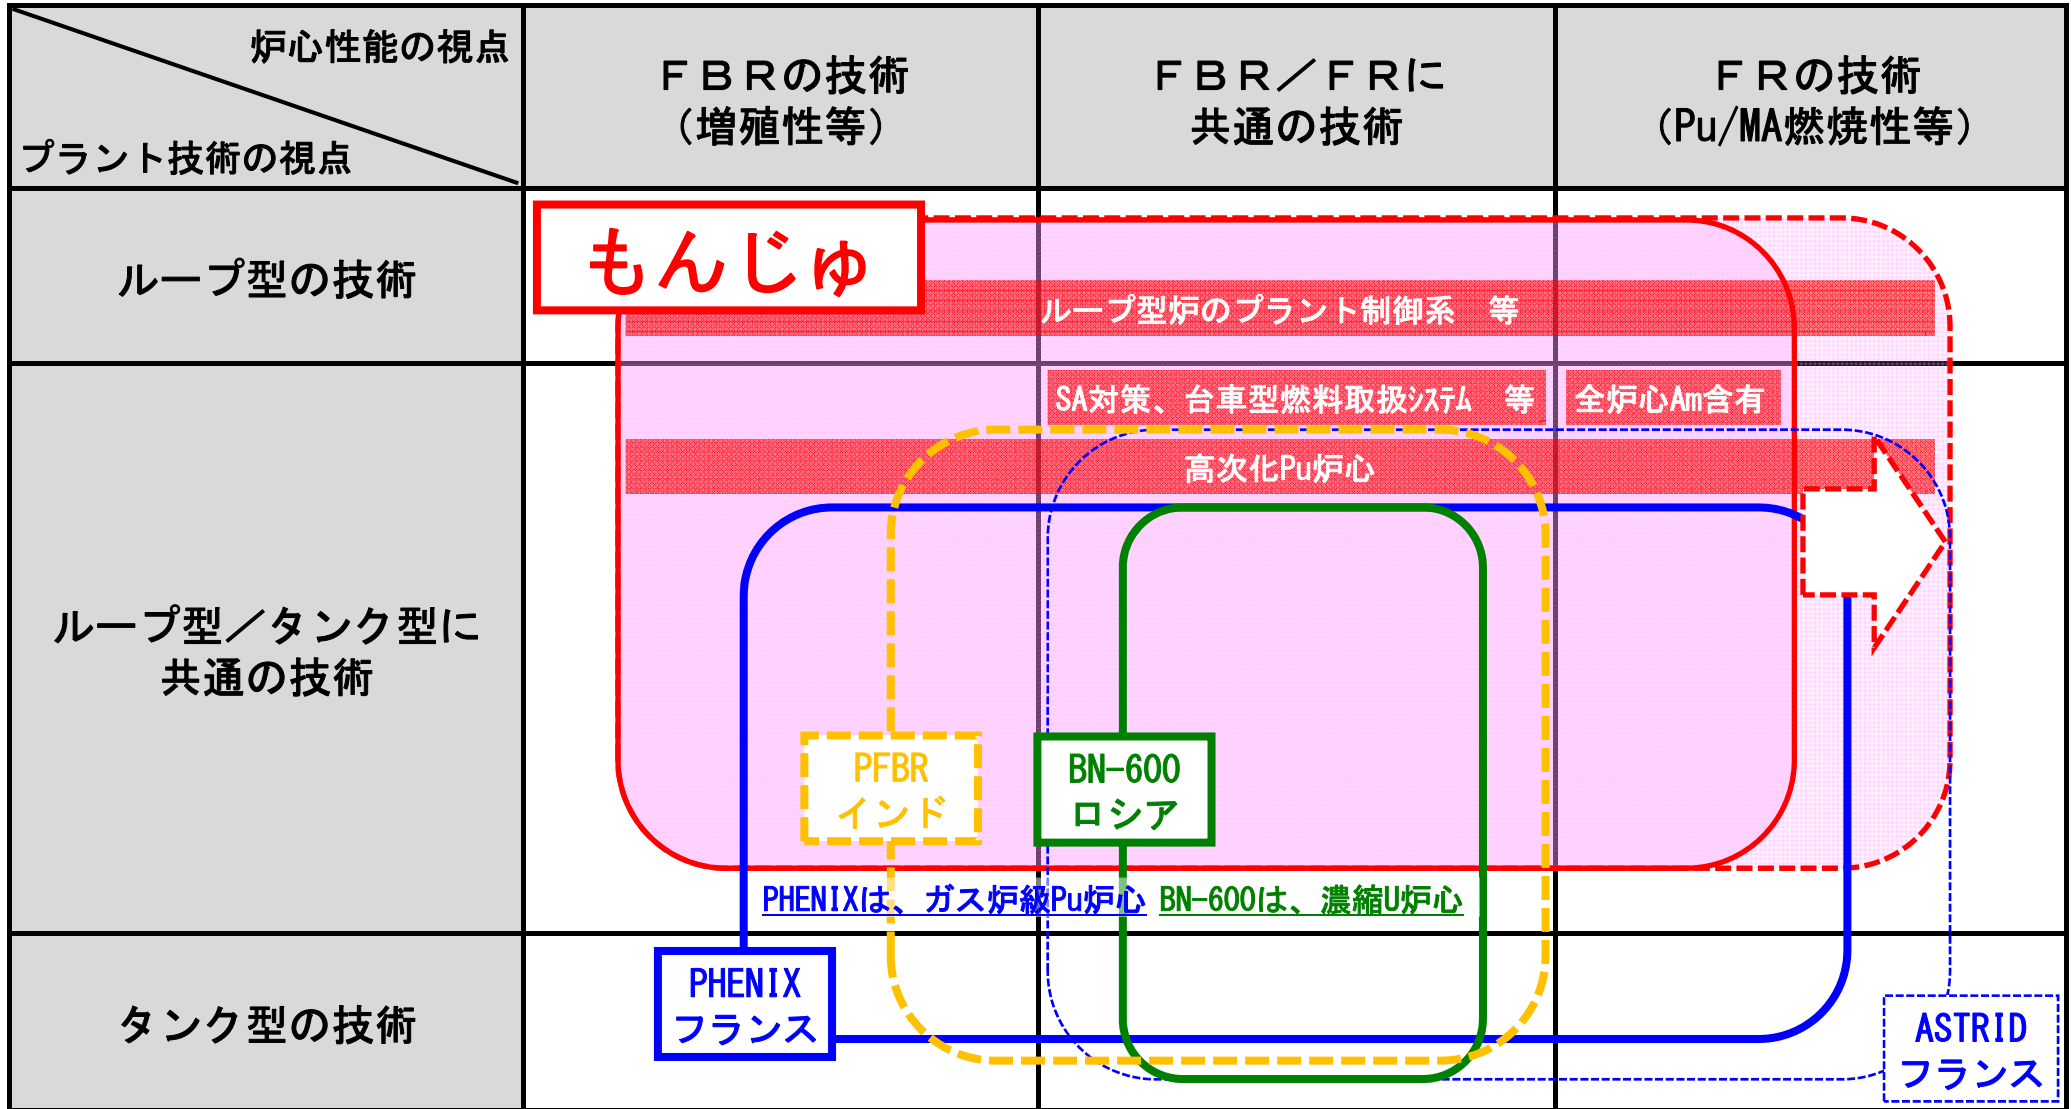 炉心性能の視点
プラント技術の視点
ＦＢＲの技術
（増殖性等）
ＦＢＲ／ＦＲに
共通の技術
ＦＲの技術
（Pu/MA燃焼性等）
ループ型の技術
もんじゅ
ループ型炉のプラント制御系　等
SA対策、台車型燃料取扱ｼｽﾃﾑ　等
全炉心Am含有
高次化Pu炉心
ループ型／タンク型に
共通の技術
PFBR
インド
BN-600
ロシア
PHENIXは、ガス炉級Pu炉心
BN-600は、濃縮U炉心
タンク型の技術
PHENIX
フランス
ASTRID
フランス